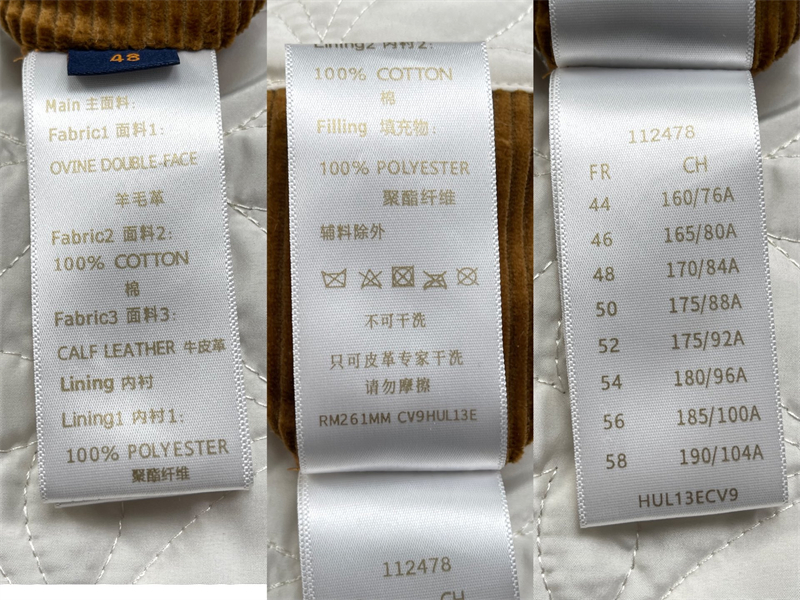 48
Main 主面料:
Fabric1 面料1:
OVINE DOUBLE FACE
羊毛革
Fabric2 面料2:
100% COTTON
棉
Fabric3 面料3:
CALF LEATHER 牛皮革
Lining 内衬
Lining1 内衬1:
100% POLYESTER
聚酯纤维
Lining2 内衬2:
100% COTTON
棉
Filling 填充物:
100% POLYESTER
聚酯纤维
辅料除外
不可干洗
只可皮革专家干洗
请勿摩擦
RM261MM CV9HUL13E
112478
CH
112478
FR CH
44 160/76A
46 165/80A
48 170/84A
50 175/88A
52 175/92A
54 180/96A
56 185/100A
58 190/104A
HUL13ECV9